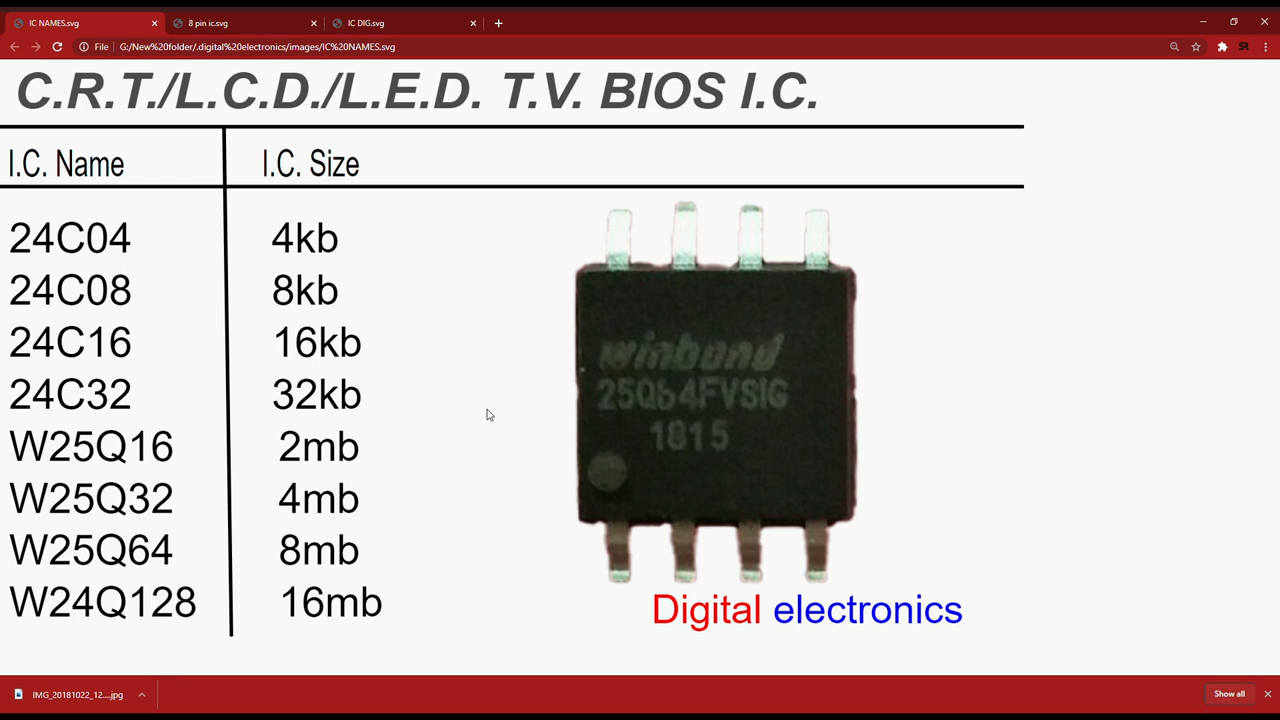 IC NAMES.svg
8 pin ic.svg
IC DIG.svg
File
G:/New%20folder/.digital%20electronics/images/IC%20NAMES.svg
SR
C.R.T./L.C.D./L.E.D. T.V. BIOS I.C.
I.C. Name I.C. Size
24C04 4kb
24C08 8kb
24C16 16kb
24C32 32kb
W25Q16 2mb
W25Q32 4mb
W25Q64 8mb
W24Q128 16mb
winbond
25Q64FVSIG
1815
Digital electronics
IMG_20181022_12....jpg
Show all